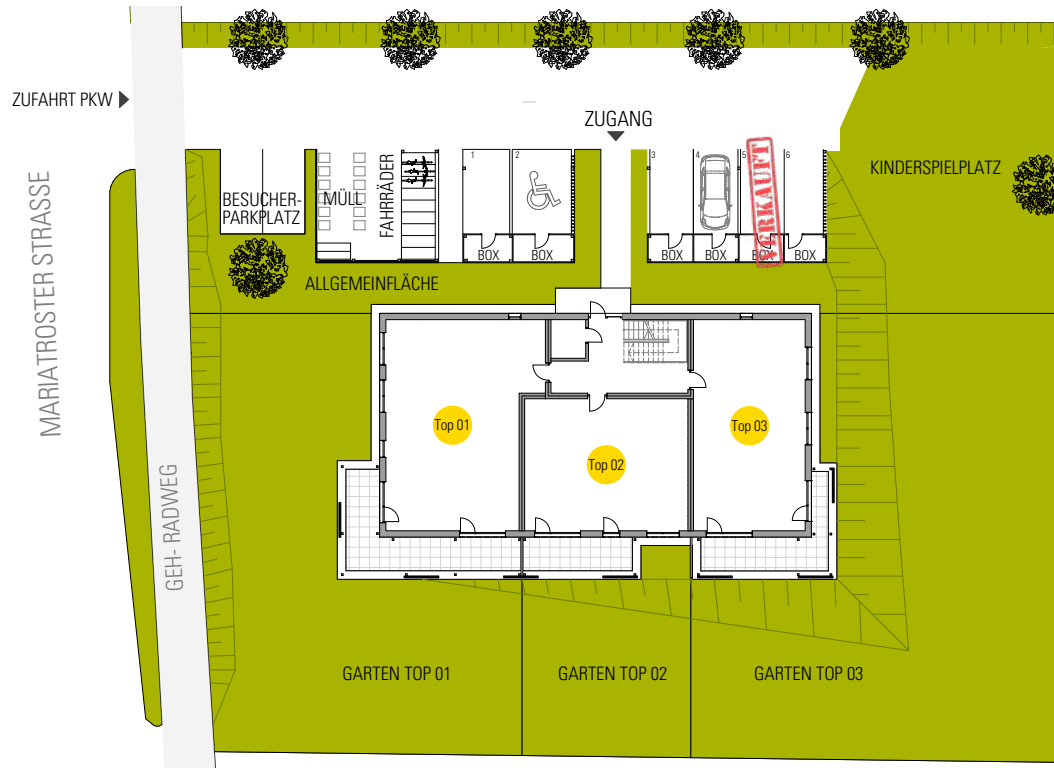 ZUFAHRT PKW
ZUGANG
MARIATROSTER STRASSE
GEH- RADWEG
BESUCHER-
PARKPLATZ
MÜLL
FAHRRÄDER
1
2
3
4
5
6
VERKAUFT
KINDERSPIELPLATZ
BOX
BOX
BOX
BOX
BOX
BOX
ALLGEMEINFLÄCHE
Top 01
Top 02
Top 03
GARTEN TOP 01
GARTEN TOP 02
GARTEN TOP 03